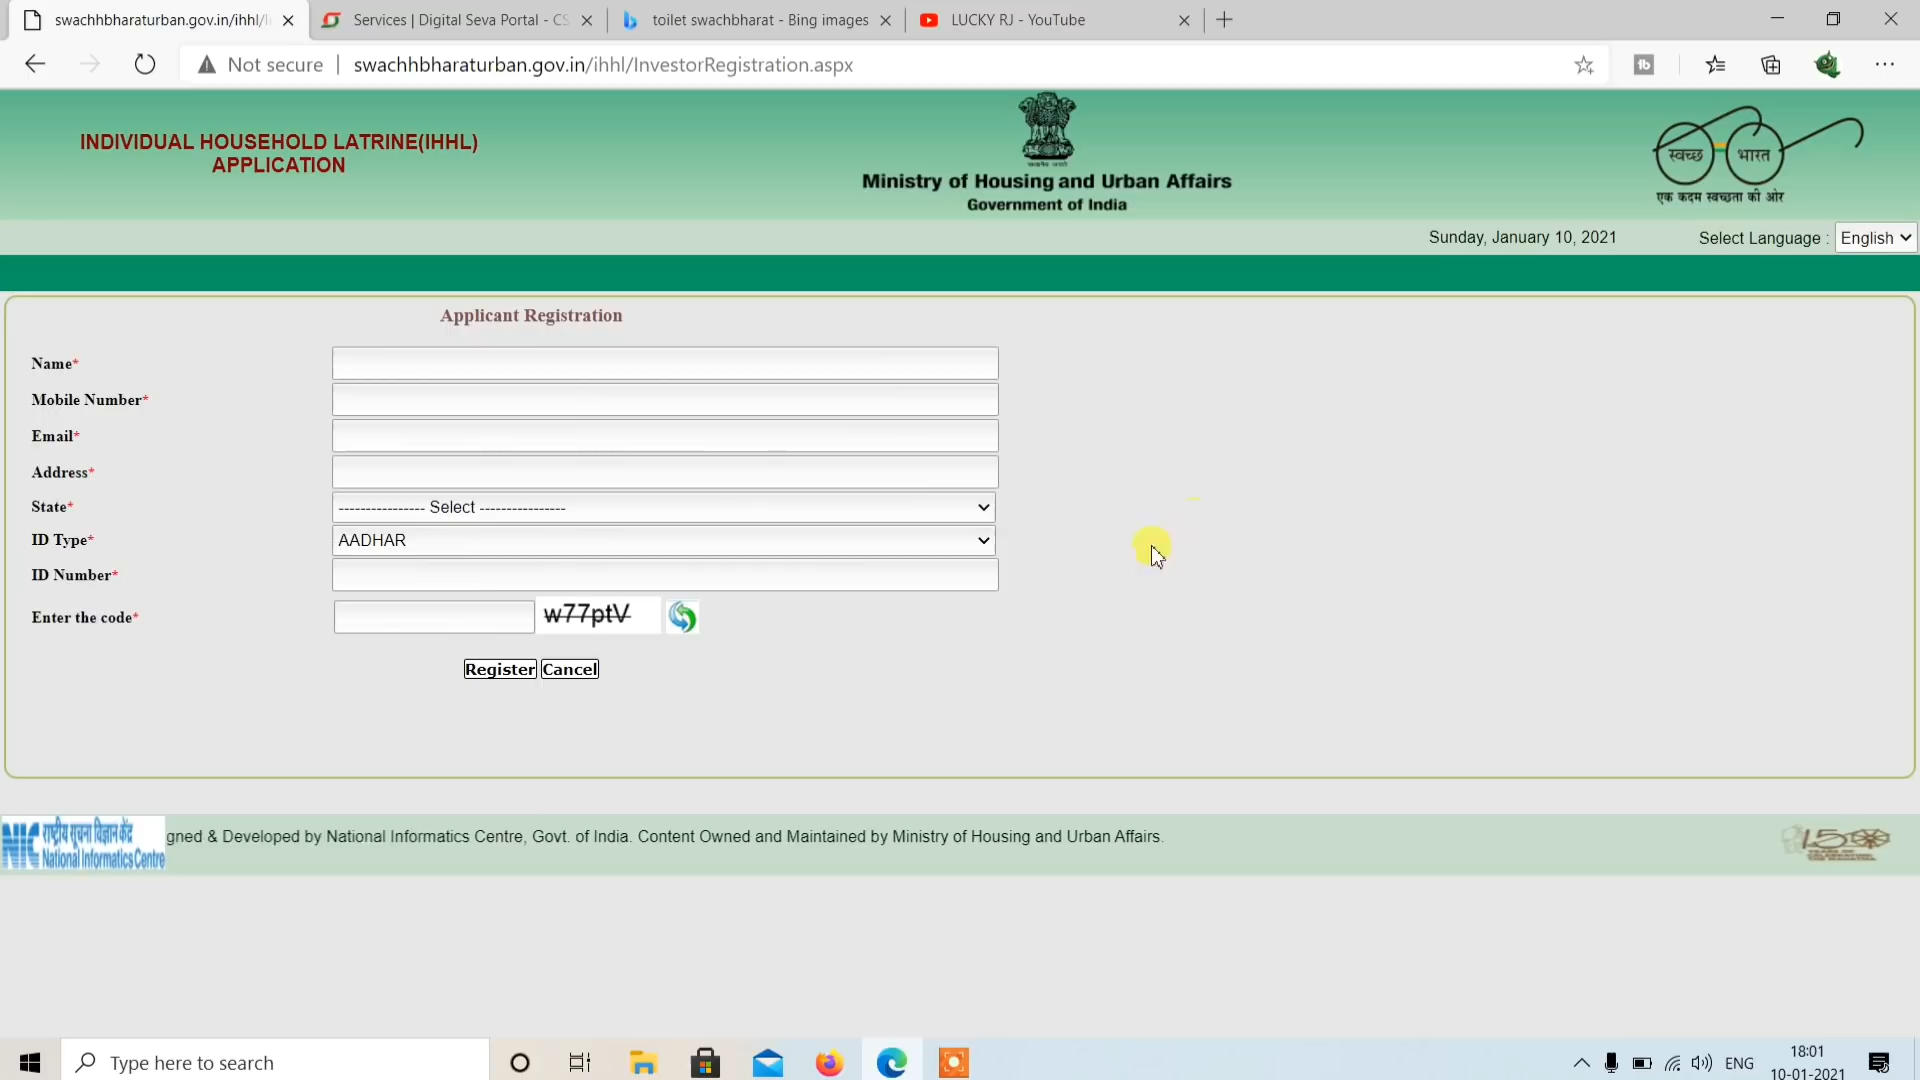 swachhbharaturban.gov.in/ihhl/I
Services | Digital Seva Portal - CS
toilet swachbharat - Bing images
LUCKY RJ - YouTube
Not secure
swachhbharaturban.gov.in/ihhl/InvestorRegistration.aspx
INDIVIDUAL HOUSEHOLD LATRINE(IHHL)
APPLICATION
Ministry of Housing and Urban Affairs
Government of India
स्वच्छ भारत
एक कदम स्वच्छता की ओर
Sunday, January 10, 2021
Select Language :
English
Applicant Registration
Name*
Mobile Number*
Email*
Address*
State*
---------------- Select ----------------
ID Type*
AADHAR
ID Number*
Enter the code*
w77ptV
Register
Cancel
NIC
राष्ट्रीय सूचना विज्ञान केंद्र
National Informatics Centre
gned & Developed by National Informatics Centre, Govt. of India. Content Owned and Maintained by Ministry of Housing and Urban Affairs.
150
Type here to search
ENG
18:01
10-01-2021